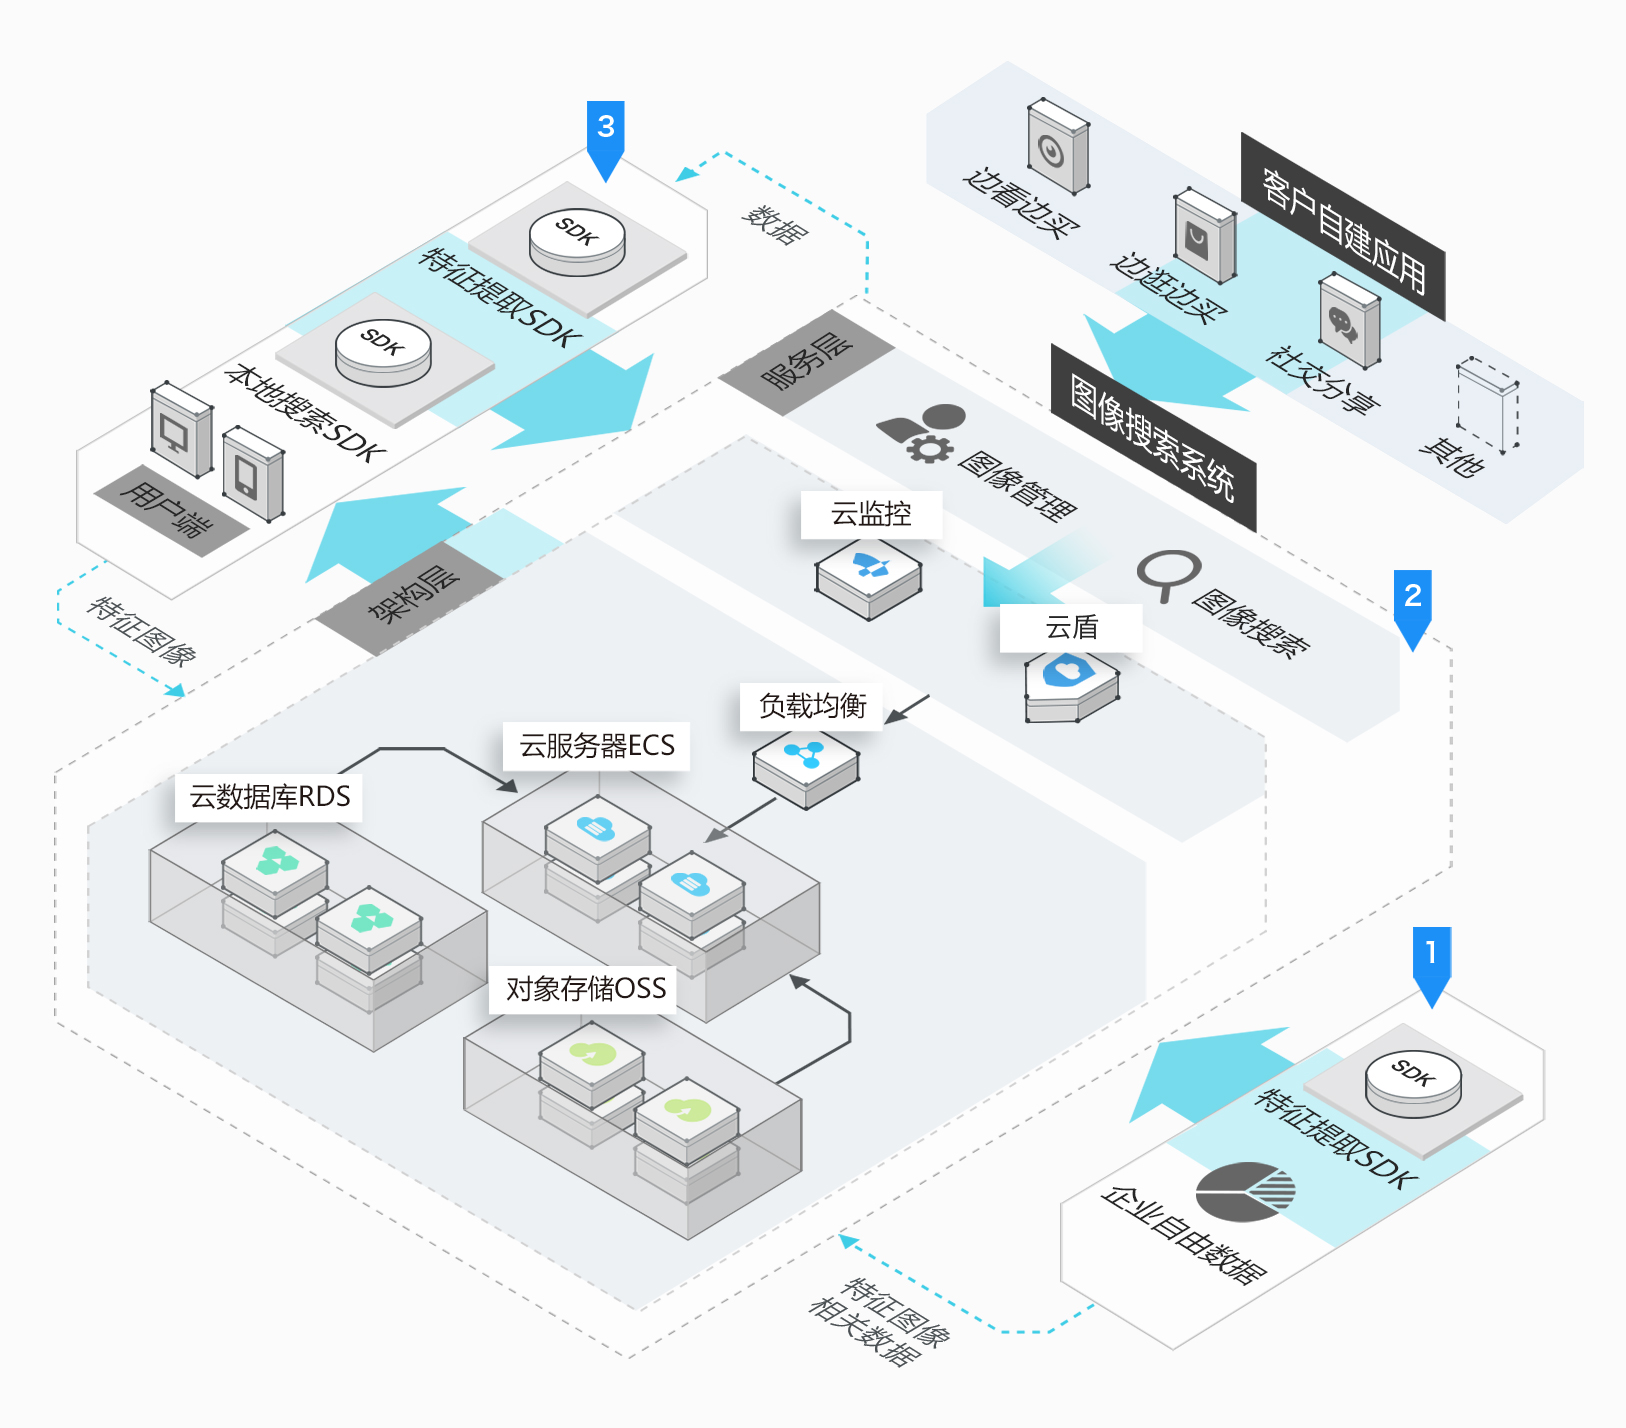 3
SDK
特征提取SDK
SDK
本地搜索SDK
用户端
数据
特征图像
客户自建应用
边看边买
边逛边买
社交分享
其他
服务层
图像管理
图像搜索系统
图像搜索
2
架构层
云监控
云盾
负载均衡
云服务器ECS
云数据库RDS
对象存储OSS
1
SDK
特征提取SDK
企业自由数据
特征图像
相关数据